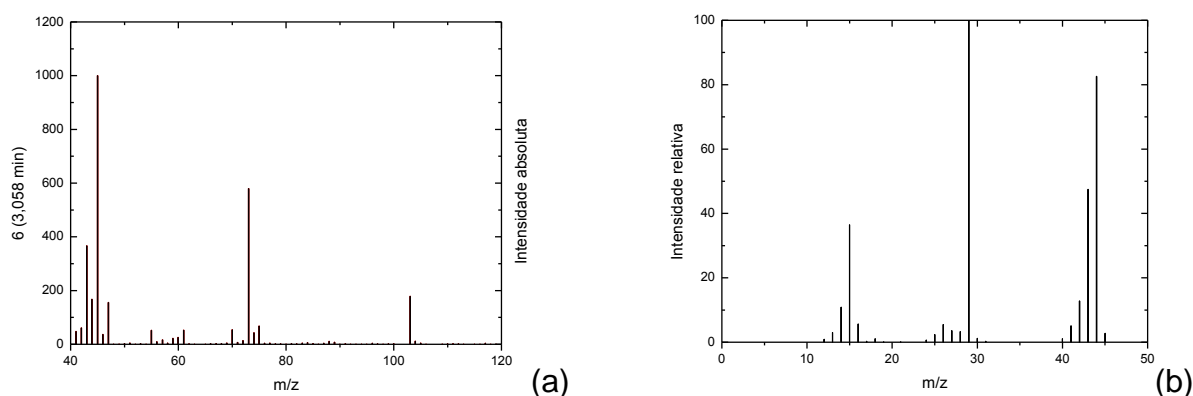 1200
1000
800
600
400
200
0
40 60 80 100 120
m/z
6 (3,058 min)
Intensidade absoluta
(a)
100
80
60
40
20
0
0 10 20 30 40 50
m/z
Intensidade relativa
(b)